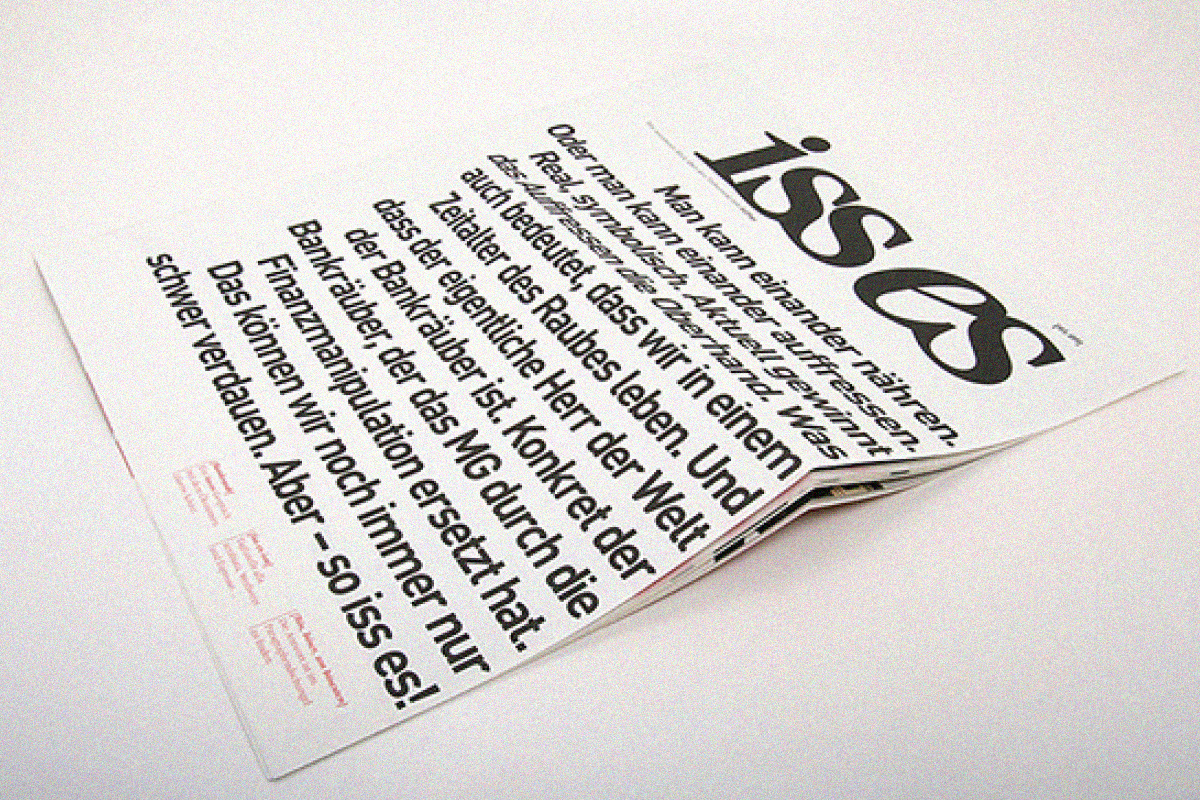 iss es
Man kann einander nähren.
Oder man kann einander auffressen.
Real, symbolisch. Aktuell gewinnt
das Auffressen die Oberhand. Was
auch bedeutet, dass wir in einem
Zeitalter des Raubes leben. Und
dass der eigentliche Herr der Welt
der Bankräuber ist. Konkret der
Bankräuber, der das MG durch die
Finanzmanipulation ersetzt hat.
Das können wir noch immer nur
schwer verdauen. Aber – so iss es!